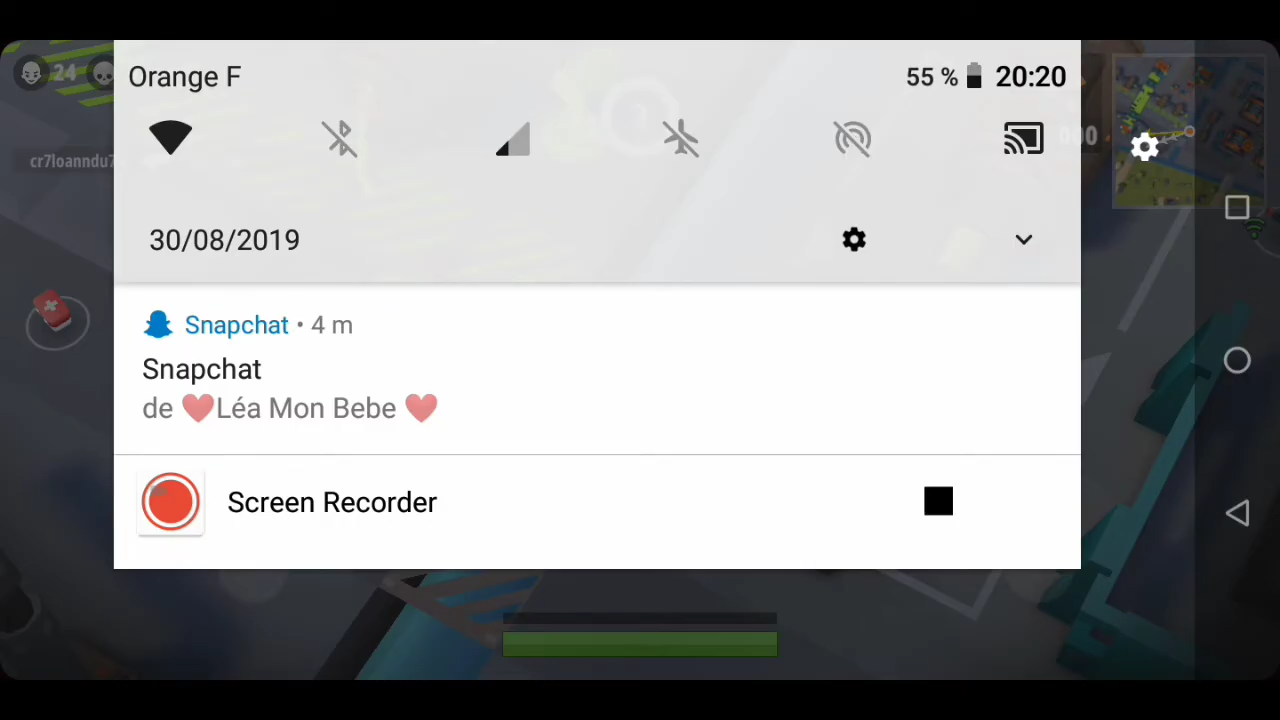 Orange F
55 %
20:20
30/08/2019
Snapchat • 4 m
Snapchat
de ❤Léa Mon Bebe ❤
Screen Recorder
24
cr7loanndu7